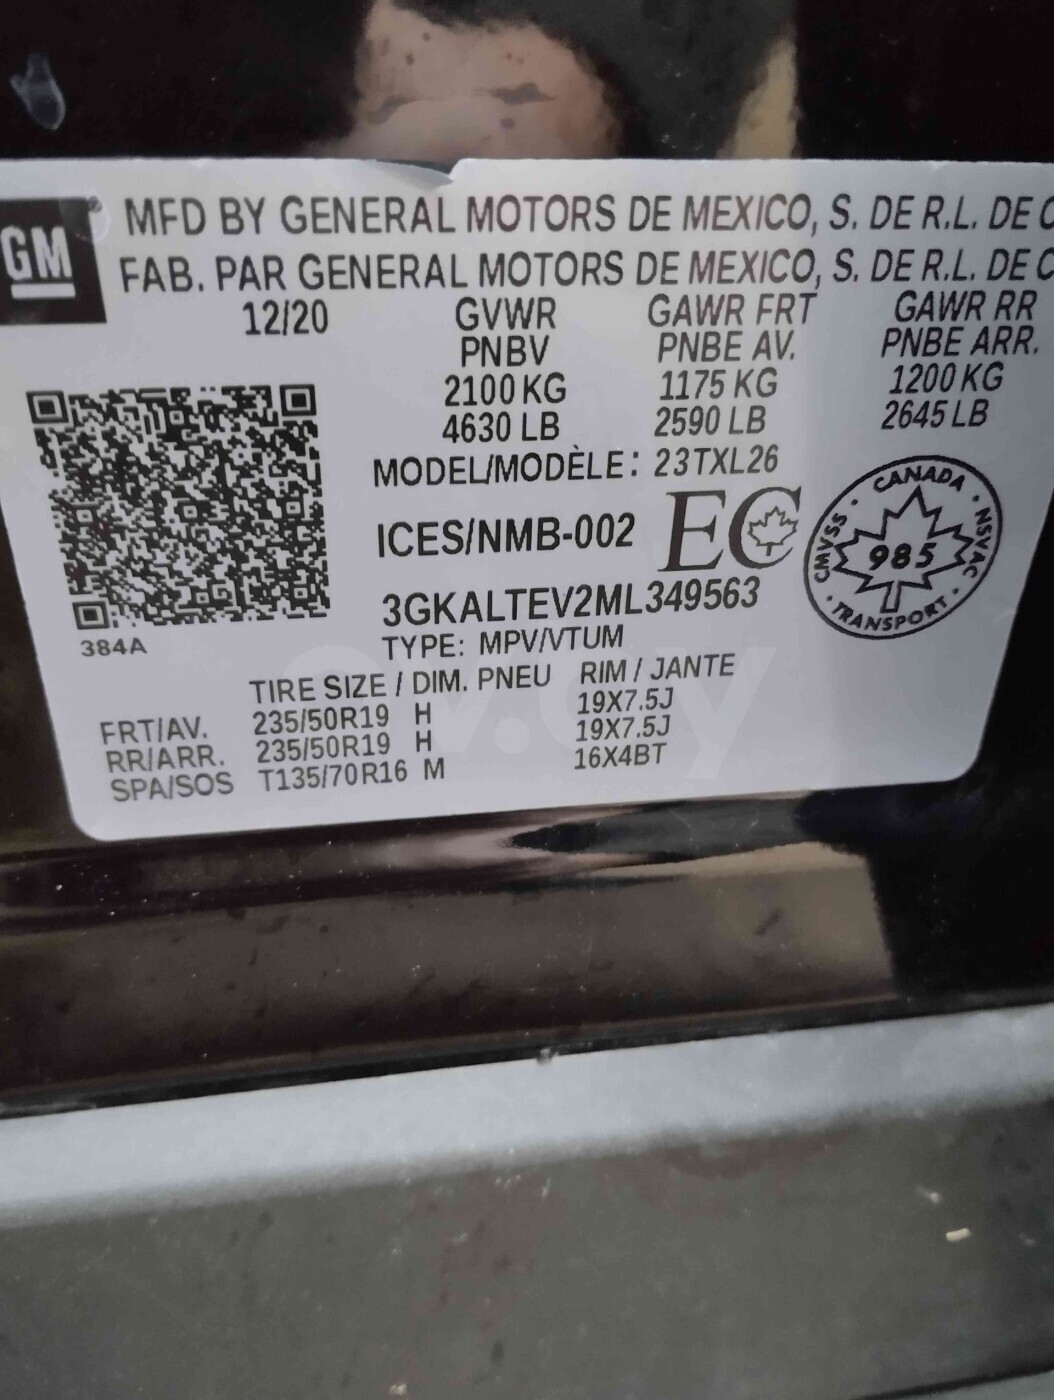 GM
MFD BY GENERAL MOTORS DE MEXICO, S. DE R.L. DE C
FAB. PAR GENERAL MOTORS DE MEXICO, S. DE R.L. DE C
12/20 GVWR GAWR FRT GAWR RR
PNBV PNBE AV. PNBE ARR.
2100 KG 1175 KG 1200 KG
4630 LB 2590 LB 2645 LB
MODEL/MODÈLE: 23TXL26
ICES/NMB-002 EC
CANADA
CMVSS 985 NSVAC
TRANSPORT
3GKALTEV2ML349563
384A TYPE: MPV/VTUM
TIRE SIZE / DIM. PNEU RIM / JANTE
FRT/AV. 235/50R19 H 19X7.5J
RR/ARR. 235/50R19 H 19X7.5J
SPA/SOS T135/70R16 M 16X4BT